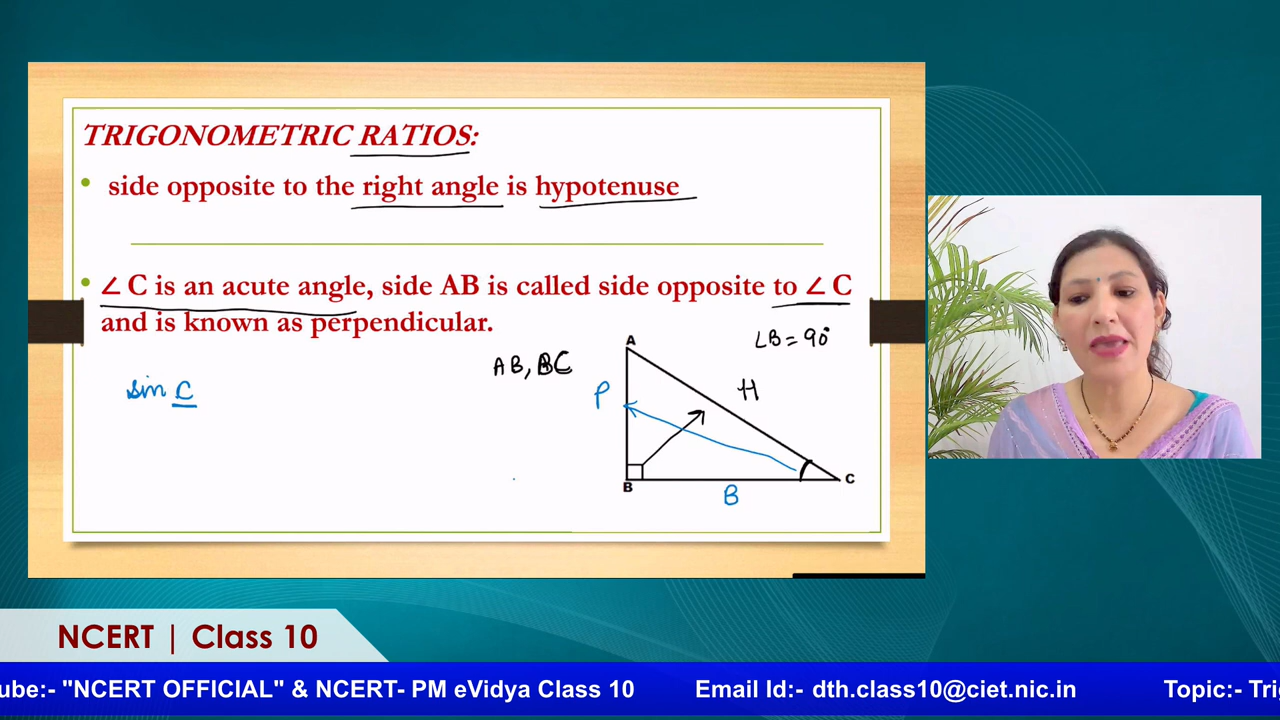 TRIGONOMETRIC RATIOS:
side opposite to the right angle is hypotenuse
∠ C is an acute angle, side AB is called side opposite to ∠ C
and is known as perpendicular.
∠B = 90°
A
AB, BC
H
sin C
P
B
C
B
NCERT | Class 10
ube:- "NCERT OFFICIAL" & NCERT- PM eVidya Class 10 Email Id:- dth.class10@ciet.nic.in Topic:- Tri